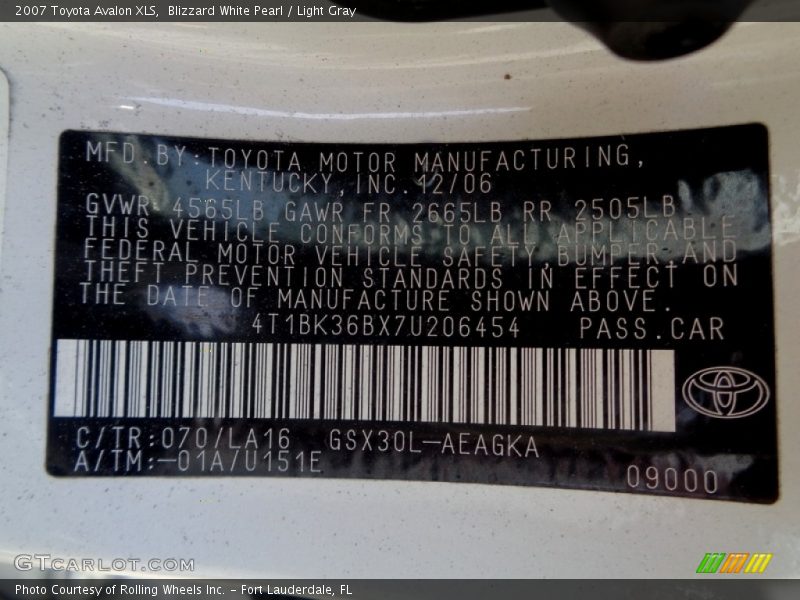 2007 Toyota Avalon XLS,  Blizzard White Pearl / Light Gray
MFD.BY:TOYOTA MOTOR MANUFACTURING,
KENTUCKY,INC.12/06
GVWR 4565LB GAWR FR 2665LB RR 2505LB
THIS VEHICLE CONFORMS TO ALL APPLICABLE
FEDERAL MOTOR VEHICLE SAFETY,BUMPER,AND
THEFT PREVENTION STANDARDS IN EFFECT ON
THE DATE OF MANUFACTURE SHOWN ABOVE.
4T1BK36BX7U206454 PASS.CAR
C/TR:070/LA16 GSX30L-AEAGKA
A/TM:-01A/U151E
09000
GTCARLOT.COM
Photo Courtesy of Rolling Wheels Inc. - Fort Lauderdale, FL